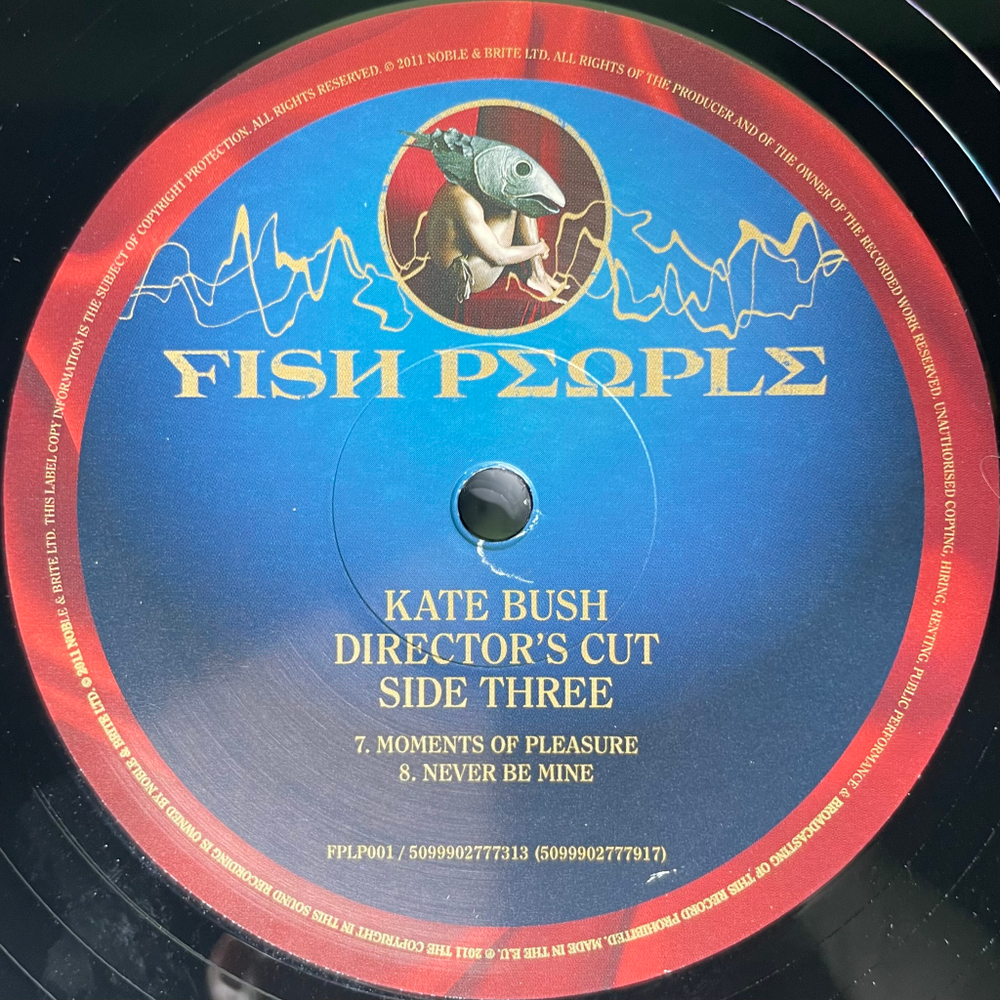 FISH PEOPLE
KATE BUSH
DIRECTOR'S CUT
SIDE THREE
7. MOMENTS OF PLEASURE
8. NEVER BE MINE
FPLP001 / 5099902777313 (5099902777917)
℗ 2011 THE COPYRIGHT IN THIS SOUND RECORDING IS OWNED BY NOBLE & BRITE LTD. © 2011 NOBLE & BRITE LTD. THIS LABEL COPY INFORMATION IS THE SUBJECT OF COPYRIGHT PROTECTION. ALL RIGHTS RESERVED. © 2011 NOBLE & BRITE LTD. ALL RIGHTS OF THE PRODUCER AND OF THE OWNER OF THE RECORDED WORK RESERVED. UNAUTHORISED COPYING, HIRING, RENTING, PUBLIC PERFORMANCE & BROADCASTING OF THIS RECORD PROHIBITED. MADE IN THE E.U.